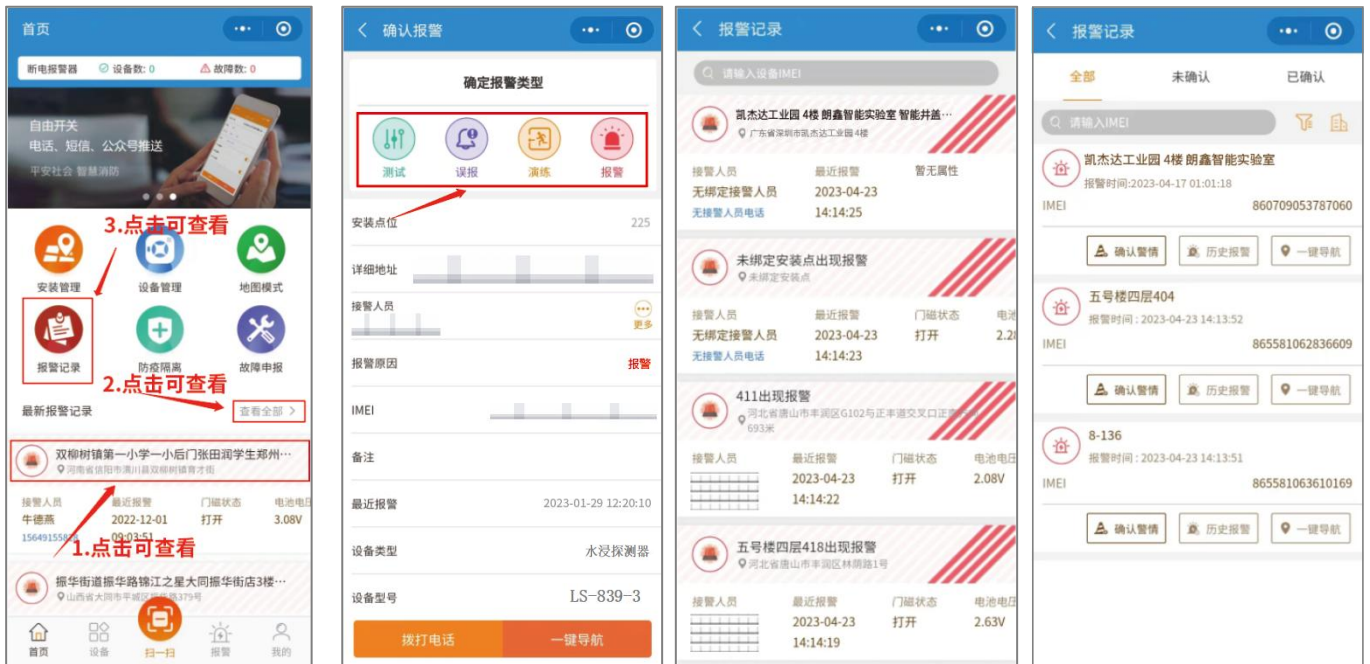 首页
断电报警器 设备数: 0 故障数: 0
自由开关
电话、短信、公众号推送
平安社会 智慧消防
3.点击可查看
安装管理 设备管理 地图模式
报警记录 防疫隔离 故障申报
2.点击可查看
最新报警记录 查看全部 >
双柳树镇第一小学一小后门张田润学生郑州···
河南省信阳市潢川县双柳树镇育才街
接警人员 最近报警 门磁状态 电池电压
牛德燕 2022-12-01 打开 3.08V
09:03:51
1.点击可查看
振华街道振华路锦江之星大同振华街店3楼···
首页 设备 扫一扫 报警 我的
确认报警
确定报警类型
测试 误报 演练 报警
安装点位 225
详细地址
接警人员
更多
报警原因 报警
IMEI
备注
最近报警 2023-01-29 12:20:10
设备类型 水浸探测器
设备型号 LS-839-3
拨打电话 一键导航
报警记录
请输入设备IMEI
凯杰达工业园 4楼 朗鑫智能实验室 智能井盖···
广东省深圳市凯杰达工业园4楼
接警人员 最近报警 暂无属性
无绑定接警人员 2023-04-23
无接警人员电话 14:14:25
未绑定安装点出现报警
未绑定安装点
接警人员 最近报警 门磁状态 电池
无绑定接警人员 2023-04-23 打开 2.28
无接警人员电话 14:14:23
411出现报警
河北省唐山市丰润区G102与正丰道交叉口正
693米
接警人员 最近报警 门磁状态 电池电压
2023-04-23 打开 2.08V
14:14:22
五号楼四层418出现报警
河北省唐山市丰润区林荫路1号
接警人员 最近报警 门磁状态 电池电压
2023-04-23 打开 2.63V
14:14:19
报警记录
全部 未确认 已确认
请输入IMEI
凯杰达工业园 4楼 朗鑫智能实验室
报警时间:2023-04-17 01:01:18
IMEI 860709053787060
确认警情 历史报警 一键导航
五号楼四层404
报警时间 : 2023-04-23 14:13:52
IMEI 865581062836609
确认警情 历史报警 一键导航
8-136
报警时间 : 2023-04-23 14:13:51
IMEI 865581063610169
确认警情 历史报警 一键导航